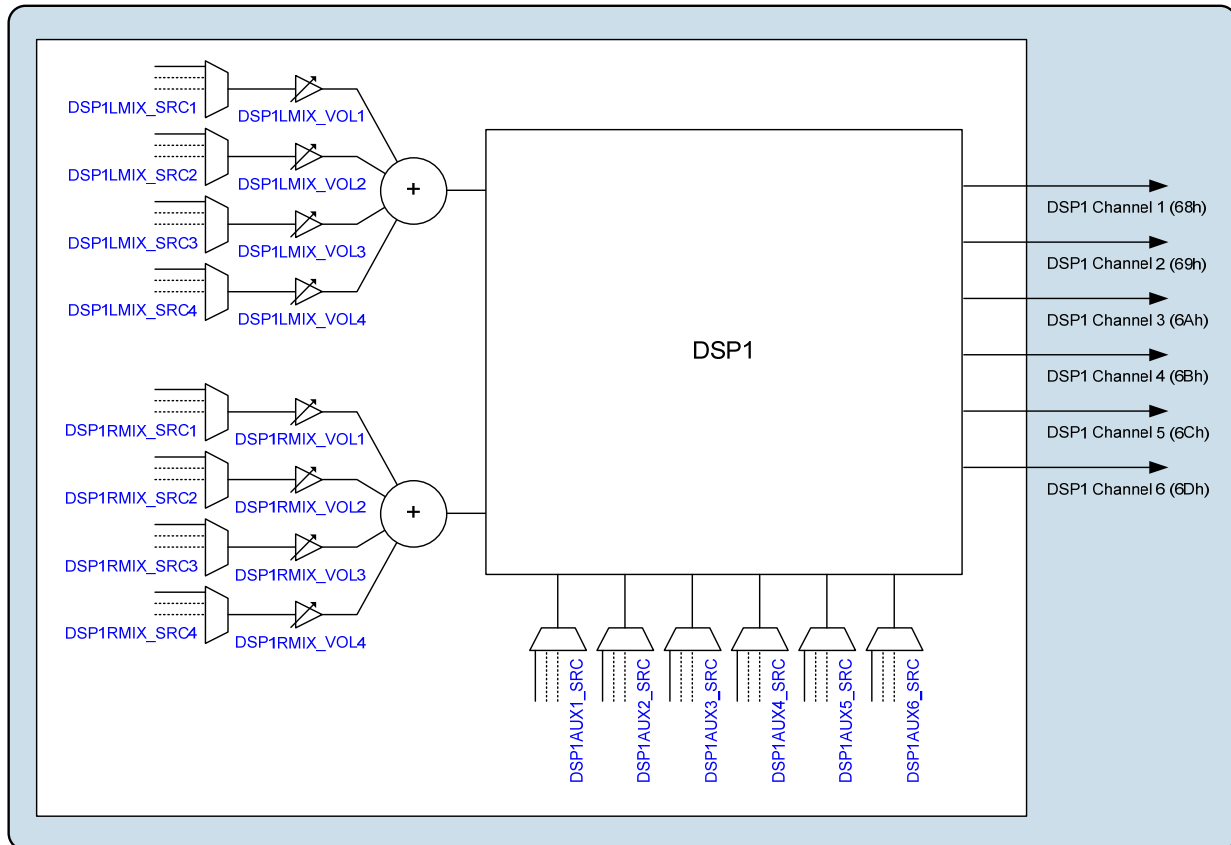 DSP1LMIX_SRC1
DSP1LMIX_VOL1
DSP1LMIX_SRC2
DSP1LMIX_VOL2
DSP1LMIX_SRC3
DSP1LMIX_VOL3
DSP1LMIX_SRC4
DSP1LMIX_VOL4
+
DSP1RMIX_SRC1
DSP1RMIX_VOL1
DSP1RMIX_SRC2
DSP1RMIX_VOL2
DSP1RMIX_SRC3
DSP1RMIX_VOL3
DSP1RMIX_SRC4
DSP1RMIX_VOL4
+
DSP1
DSP1AUX1_SRC
DSP1AUX2_SRC
DSP1AUX3_SRC
DSP1AUX4_SRC
DSP1AUX5_SRC
DSP1AUX6_SRC
DSP1 Channel 1 (68h)
DSP1 Channel 2 (69h)
DSP1 Channel 3 (6Ah)
DSP1 Channel 4 (6Bh)
DSP1 Channel 5 (6Ch)
DSP1 Channel 6 (6Dh)